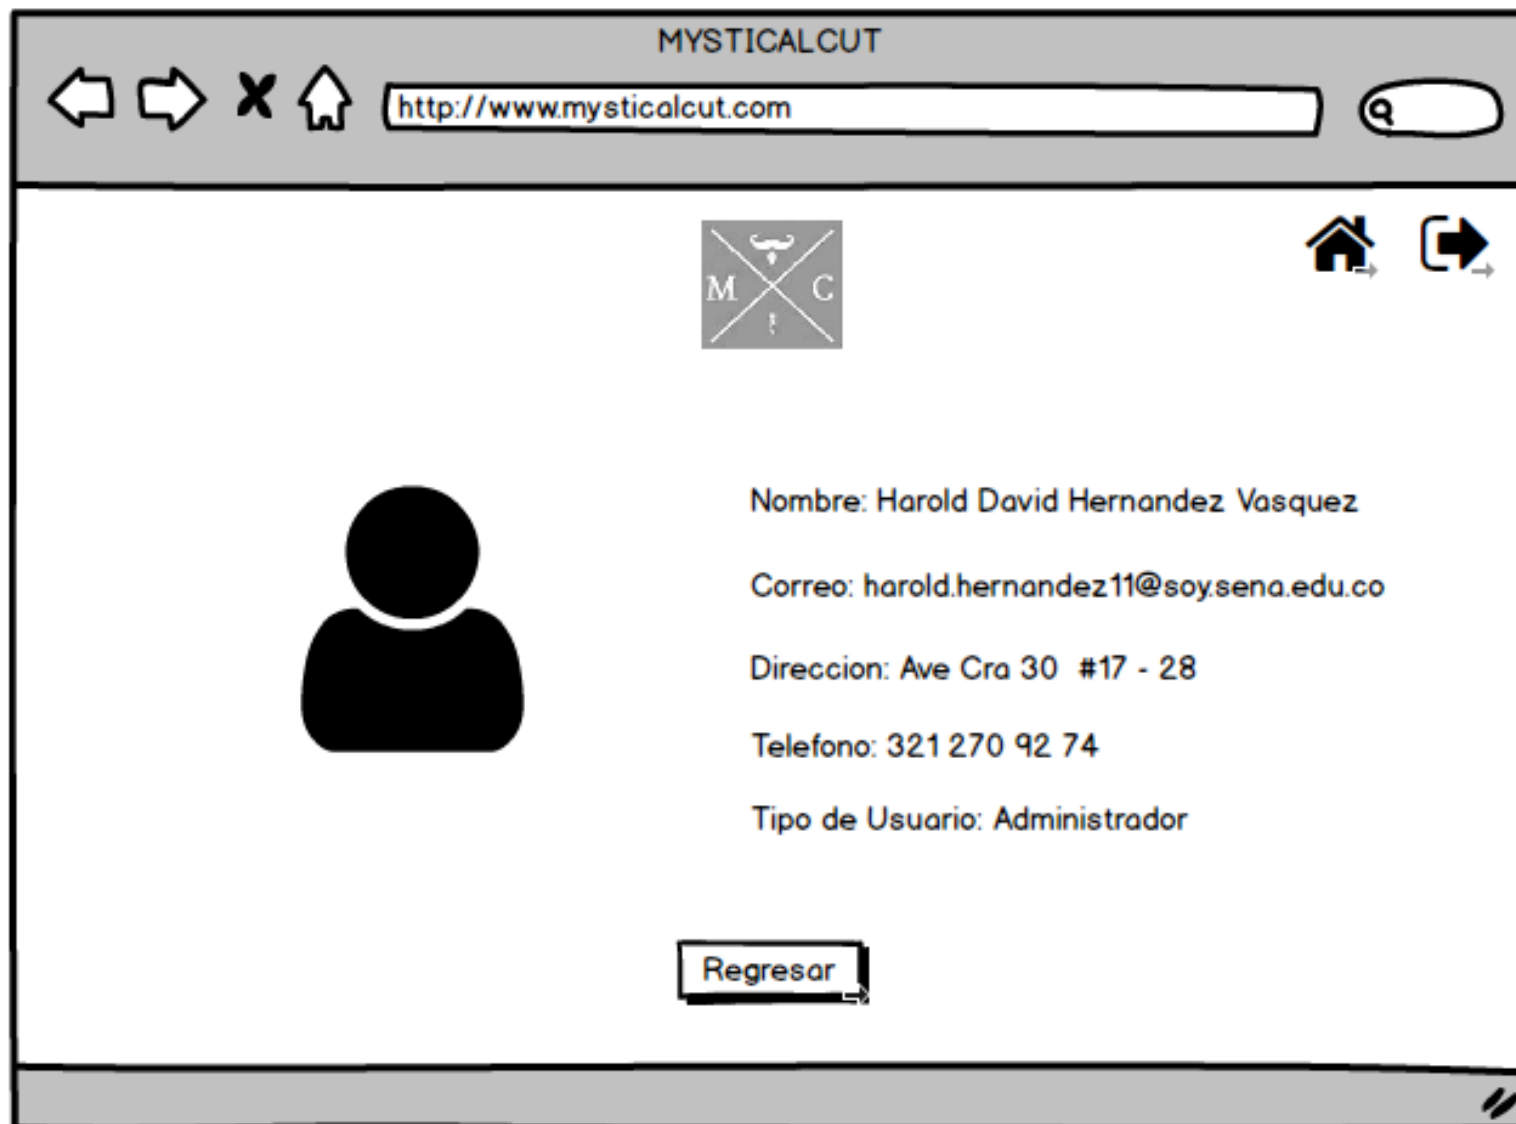 MYSTICALCUT
http://www.mysticalcut.com
M C
Nombre: Harold David Hernandez Vasquez
Correo: harold.hernandez11@soy.sena.edu.co
Direccion: Ave Cra 30 #17 - 28
Telefono: 321 270 92 74
Tipo de Usuario: Administrador
Regresar